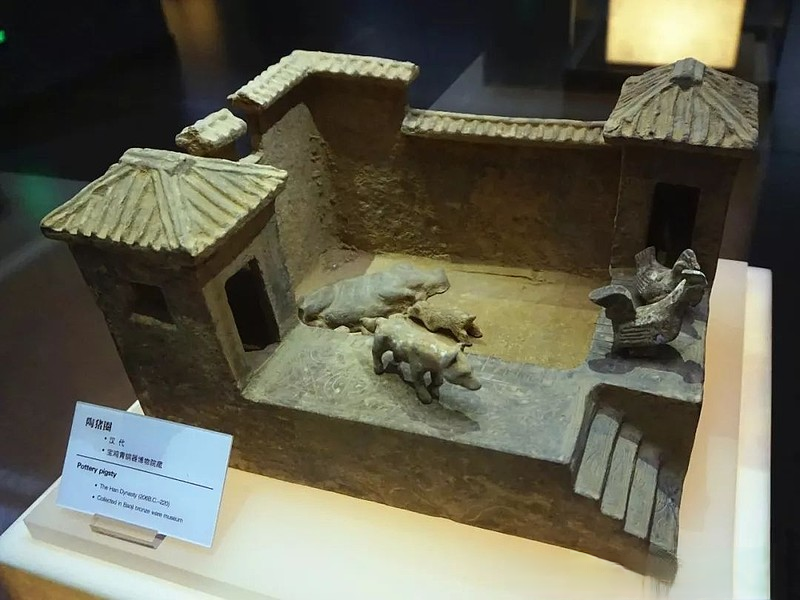 陶猪圈
• 汉 代
• 宝鸡青铜器博物院藏
Pottery pigsty
• The Han Dynasty (206B.C.–220)
• Collected in Baoji bronze ware museum